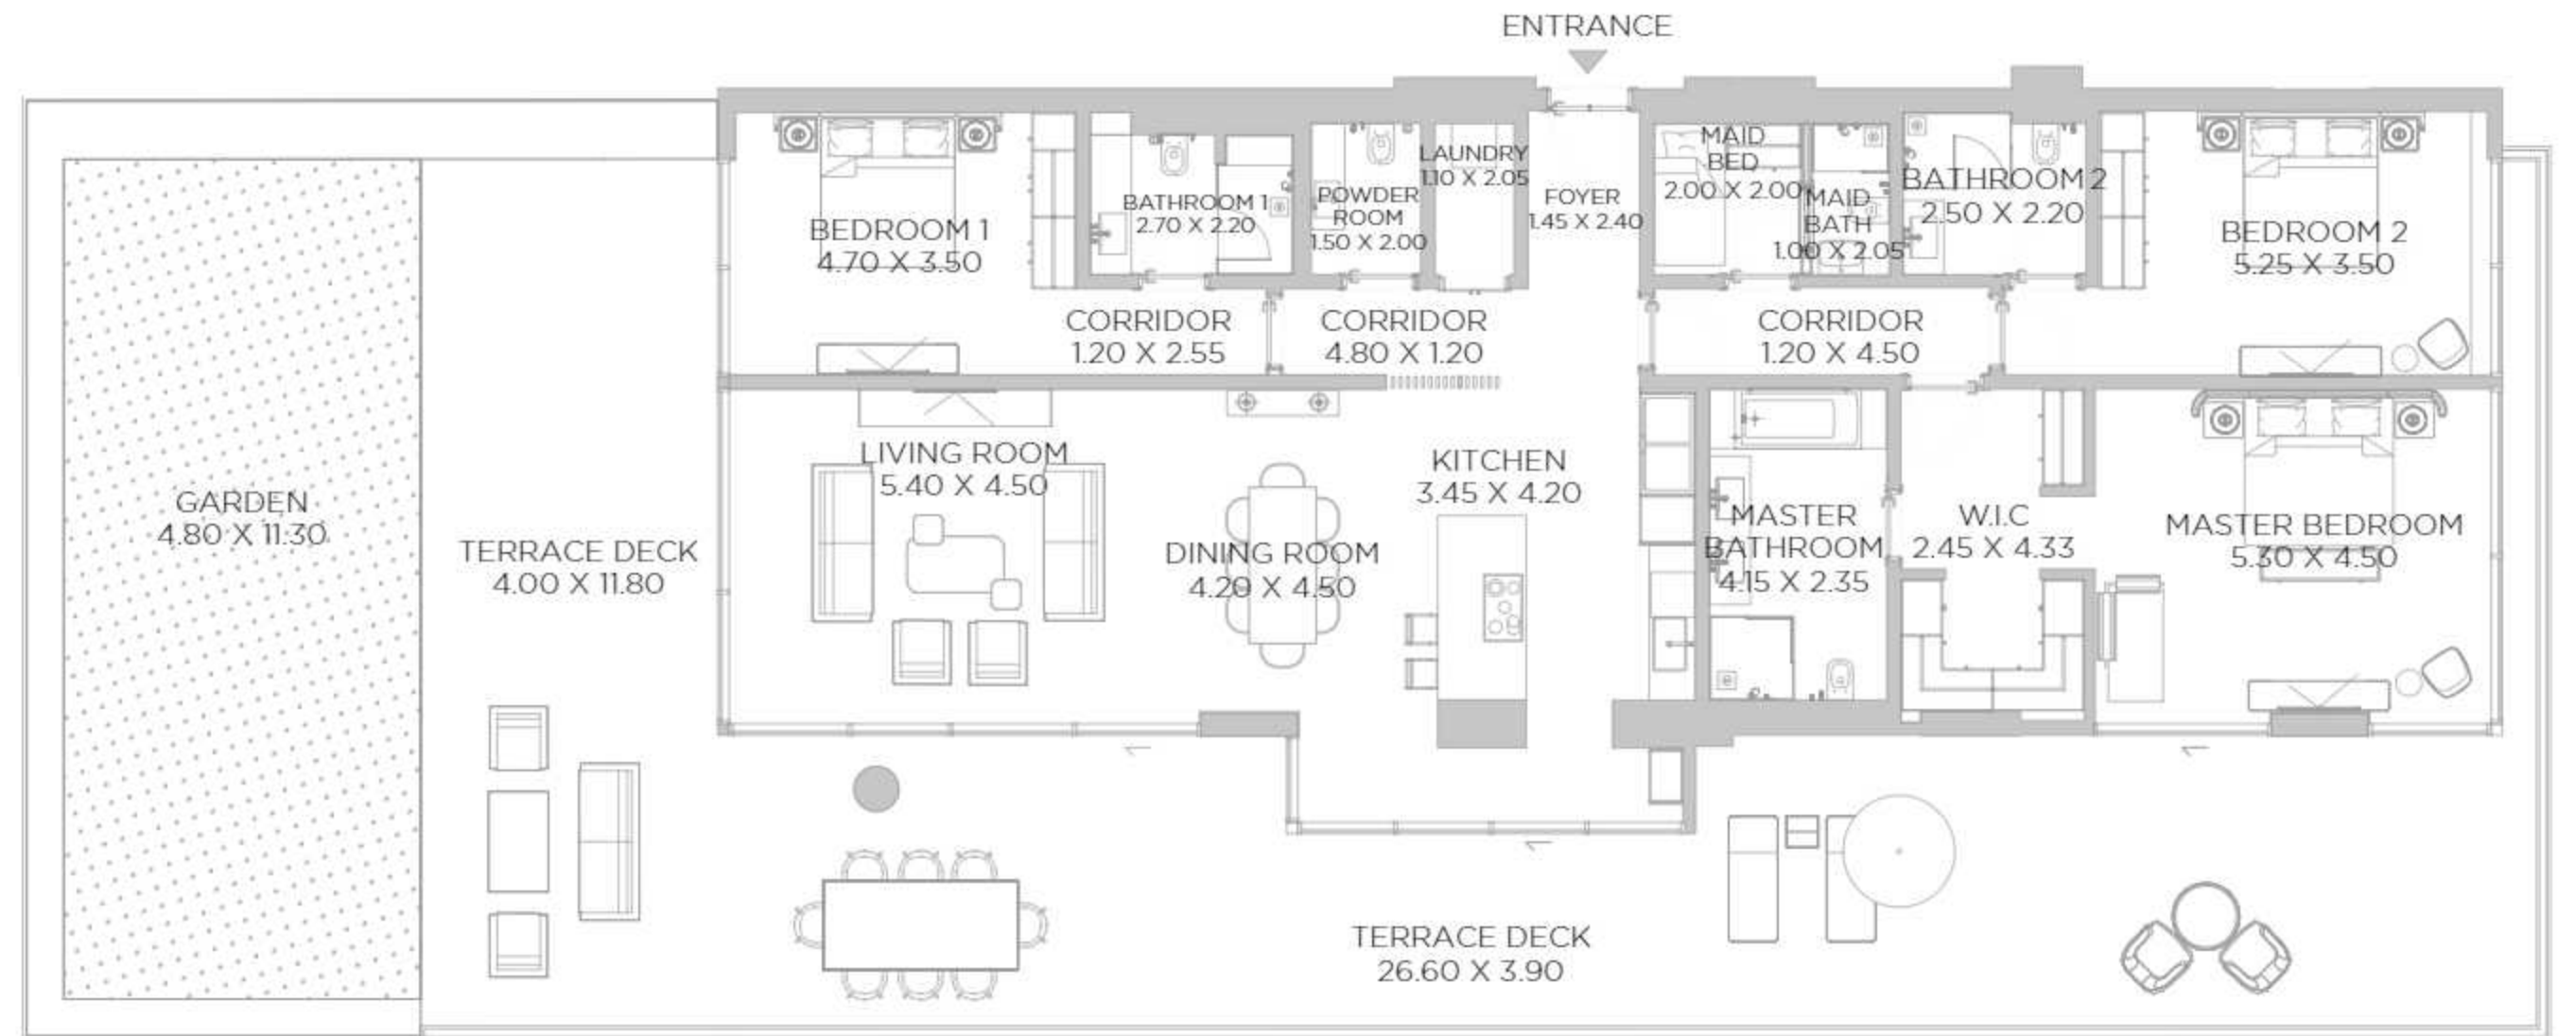 ENTRANCE
BEDROOM 1
4.70 X 3.50
BATHROOM 1
2.70 X 2.20
POWDER
ROOM
1.50 X 2.00
LAUNDRY
1.10 X 2.05
FOYER
1.45 X 2.40
MAID
BED
2.00 X 2.00
MAID
BATH
1.00 X 2.05
BATHROOM 2
2.50 X 2.20
BEDROOM 2
5.25 X 3.50
CORRIDOR
1.20 X 2.55
CORRIDOR
4.80 X 1.20
CORRIDOR
1.20 X 4.50
GARDEN
4.80 X 11.30
TERRACE DECK
4.00 X 11.80
LIVING ROOM
5.40 X 4.50
DINING ROOM
4.20 X 4.50
KITCHEN
3.45 X 4.20
MASTER
BATHROOM
4.15 X 2.35
W.I.C
2.45 X 4.33
MASTER BEDROOM
5.30 X 4.50
TERRACE DECK
26.60 X 3.90